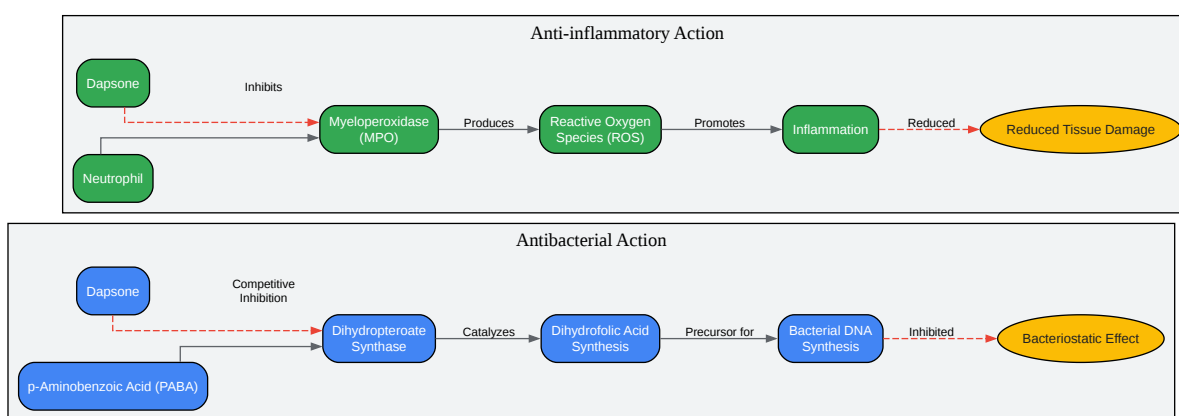 Anti-inflammatory Action
Dapsone
Inhibits
Myeloperoxidase
(MPO)
Produces
Reactive Oxygen
Species (ROS)
Promotes
Inflammation
Reduced
Reduced Tissue Damage
Neutrophil
Antibacterial Action
Dapsone
Competitive
Inhibition
Dihydropteroate
Synthase
Catalyzes
Dihydrofolic Acid
Synthesis
Precursor for
Bacterial DNA
Synthesis
Inhibited
Bacteriostatic Effect
p-Aminobenzoic Acid (PABA)